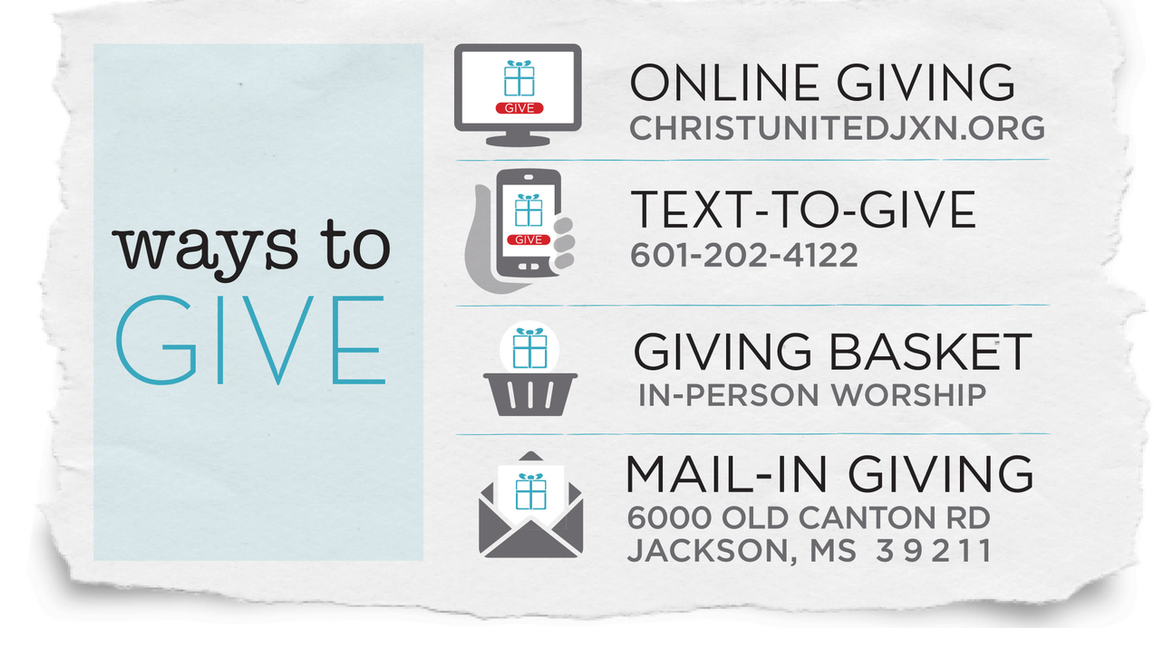 ways to
GIVE
GIVE
ONLINE GIVING
CHRISTUNITEDJXN.ORG
GIVE
TEXT-TO-GIVE
601-202-4122
GIVING BASKET
IN-PERSON WORSHIP
MAIL-IN GIVING
6000 OLD CANTON RD
JACKSON, MS 39211